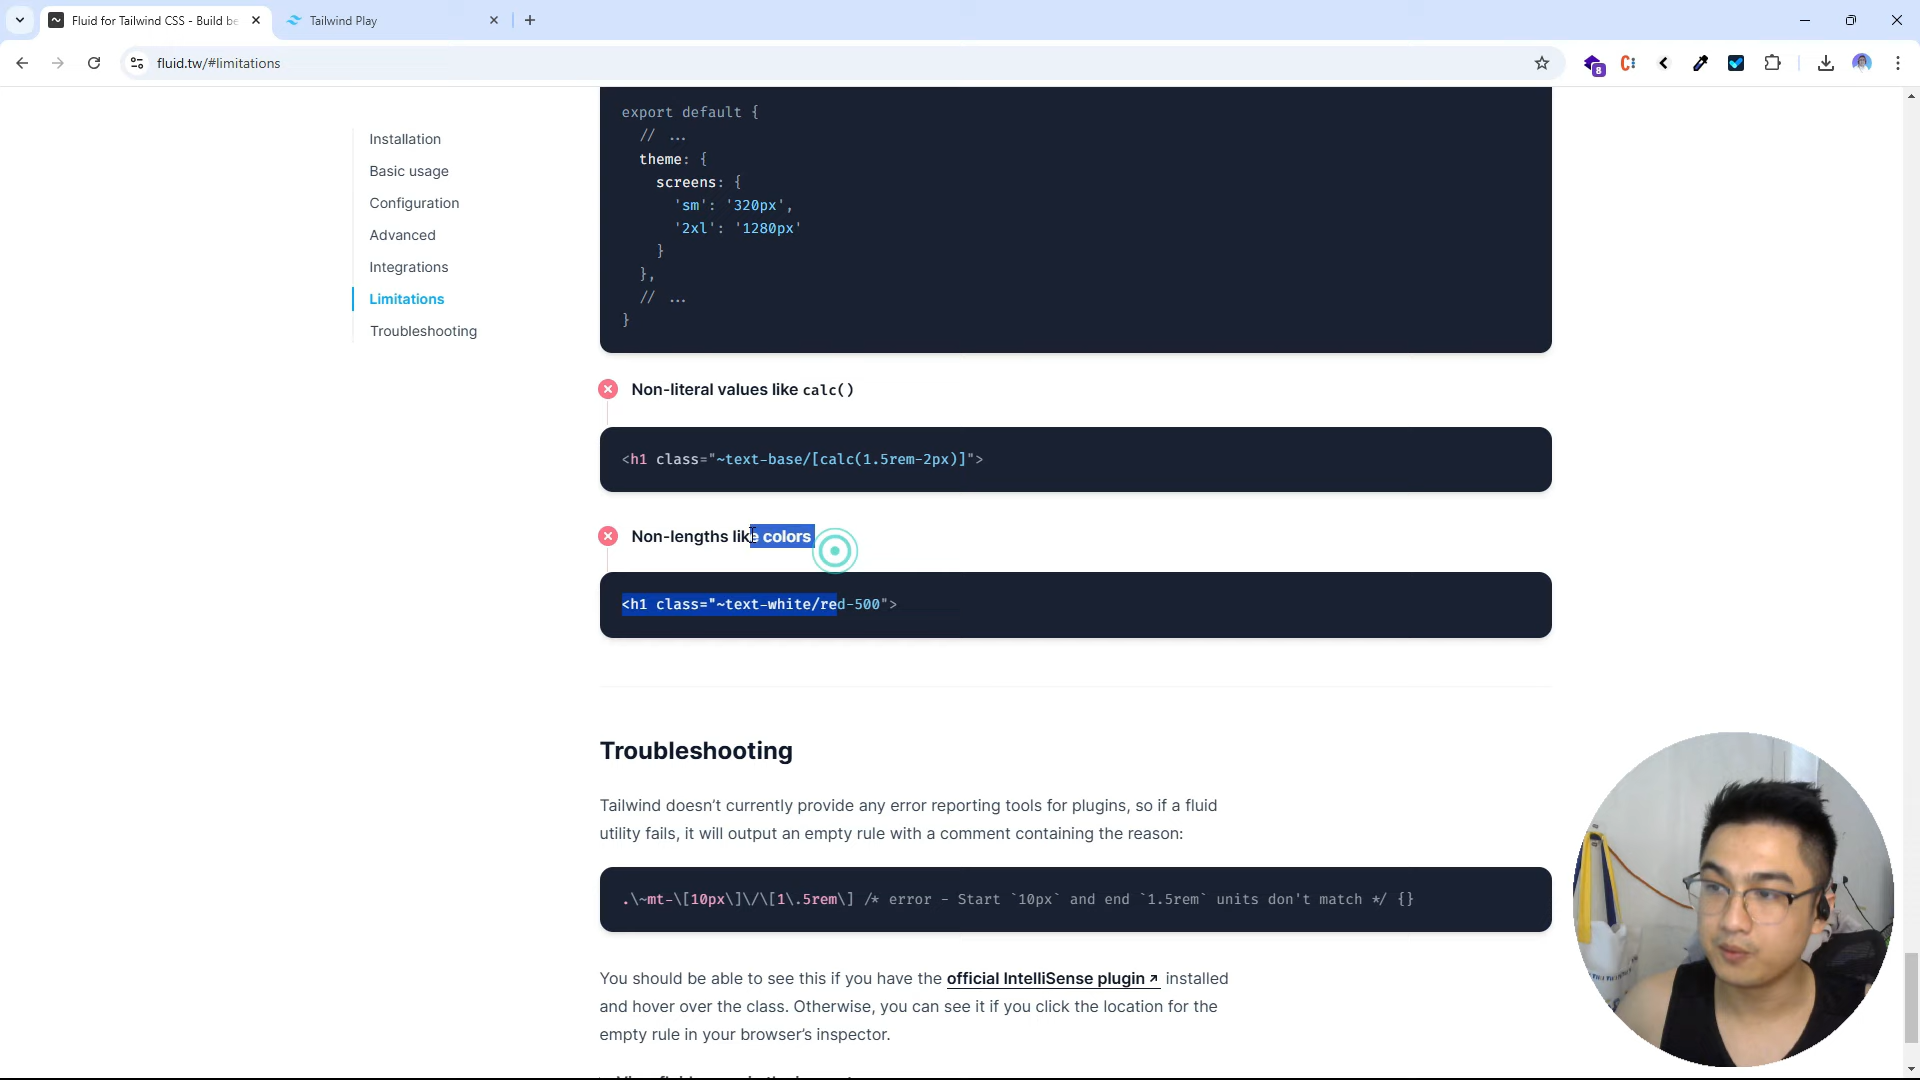 Fluid for Tailwind CSS - Build be
Tailwind Play
fluid.tw/#limitations
8
Installation
Basic usage
Configuration
Advanced
Integrations
Limitations
Troubleshooting
export default {
// ...
theme: {
screens: {
'sm': '320px',
'2xl': '1280px'
}
},
// ...
}
Non-literal values like calc()
<h1 class="~text-base/[calc(1.5rem-2px)]">
Non-lengths like colors
<h1 class="~text-white/red-500">
Troubleshooting
Tailwind doesn’t currently provide any error reporting tools for plugins, so if a fluid
utility fails, it will output an empty rule with a comment containing the reason:
.\~mt-\[10px\]\/\[1\.5rem\] /* error - Start `10px` and end `1.5rem` units don't match */ {}
You should be able to see this if you have the official IntelliSense plugin ↗ installed
and hover over the class. Otherwise, you can see it if you click the location for the
empty rule in your browser’s inspector.